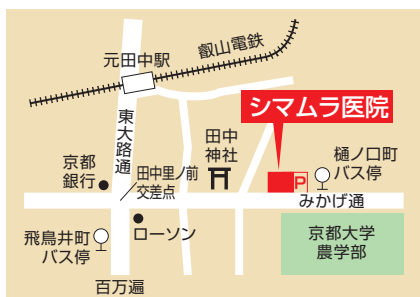 叡山電鉄
元田中駅
シマムラ医院
東大路通
田中
神社
樋ノ口町
バス停
京都
銀行
田中里ノ前
交差点
P
みかげ通
ローソン
飛鳥井町
バス停
京都大学
農学部
百万遍